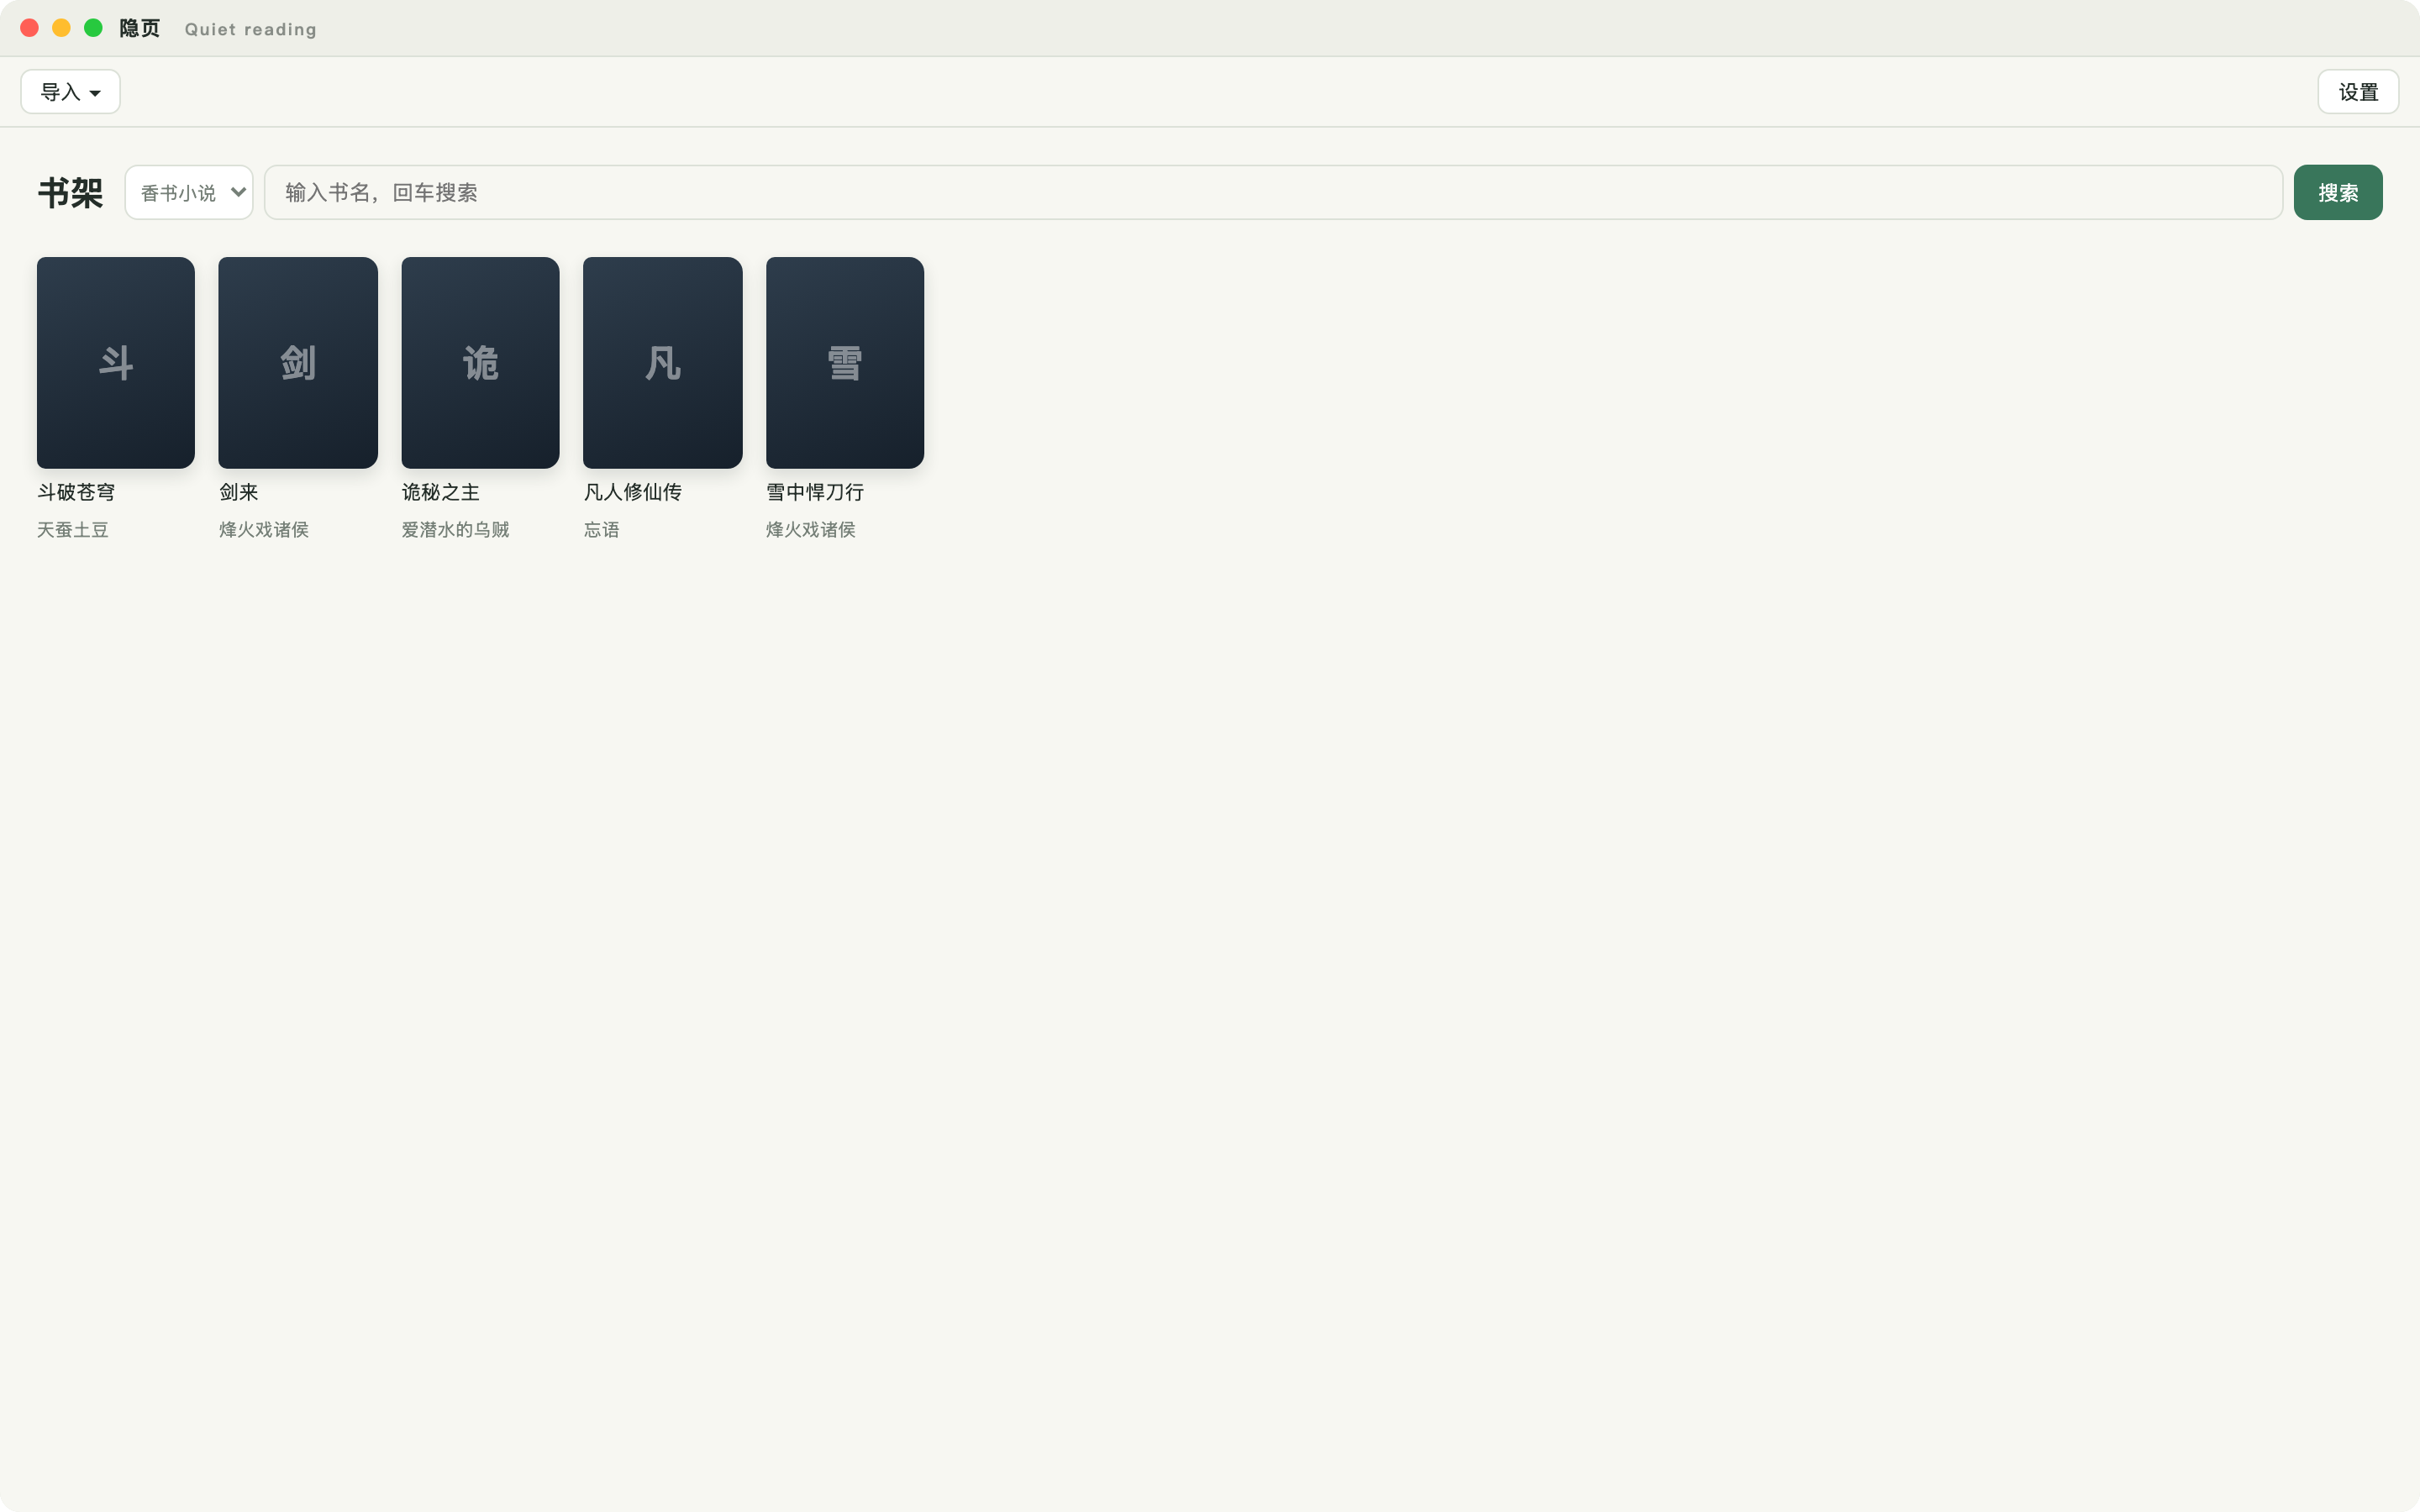 隐页 Quiet reading
导入 设置
书架 香书小说 输入书名，回车搜索 搜索
斗 剑 诡 凡 雪
斗破苍穹 剑来 诡秘之主 凡人修仙传 雪中悍刀行
天蚕土豆 烽火戏诸侯 爱潜水的乌贼 忘语 烽火戏诸侯